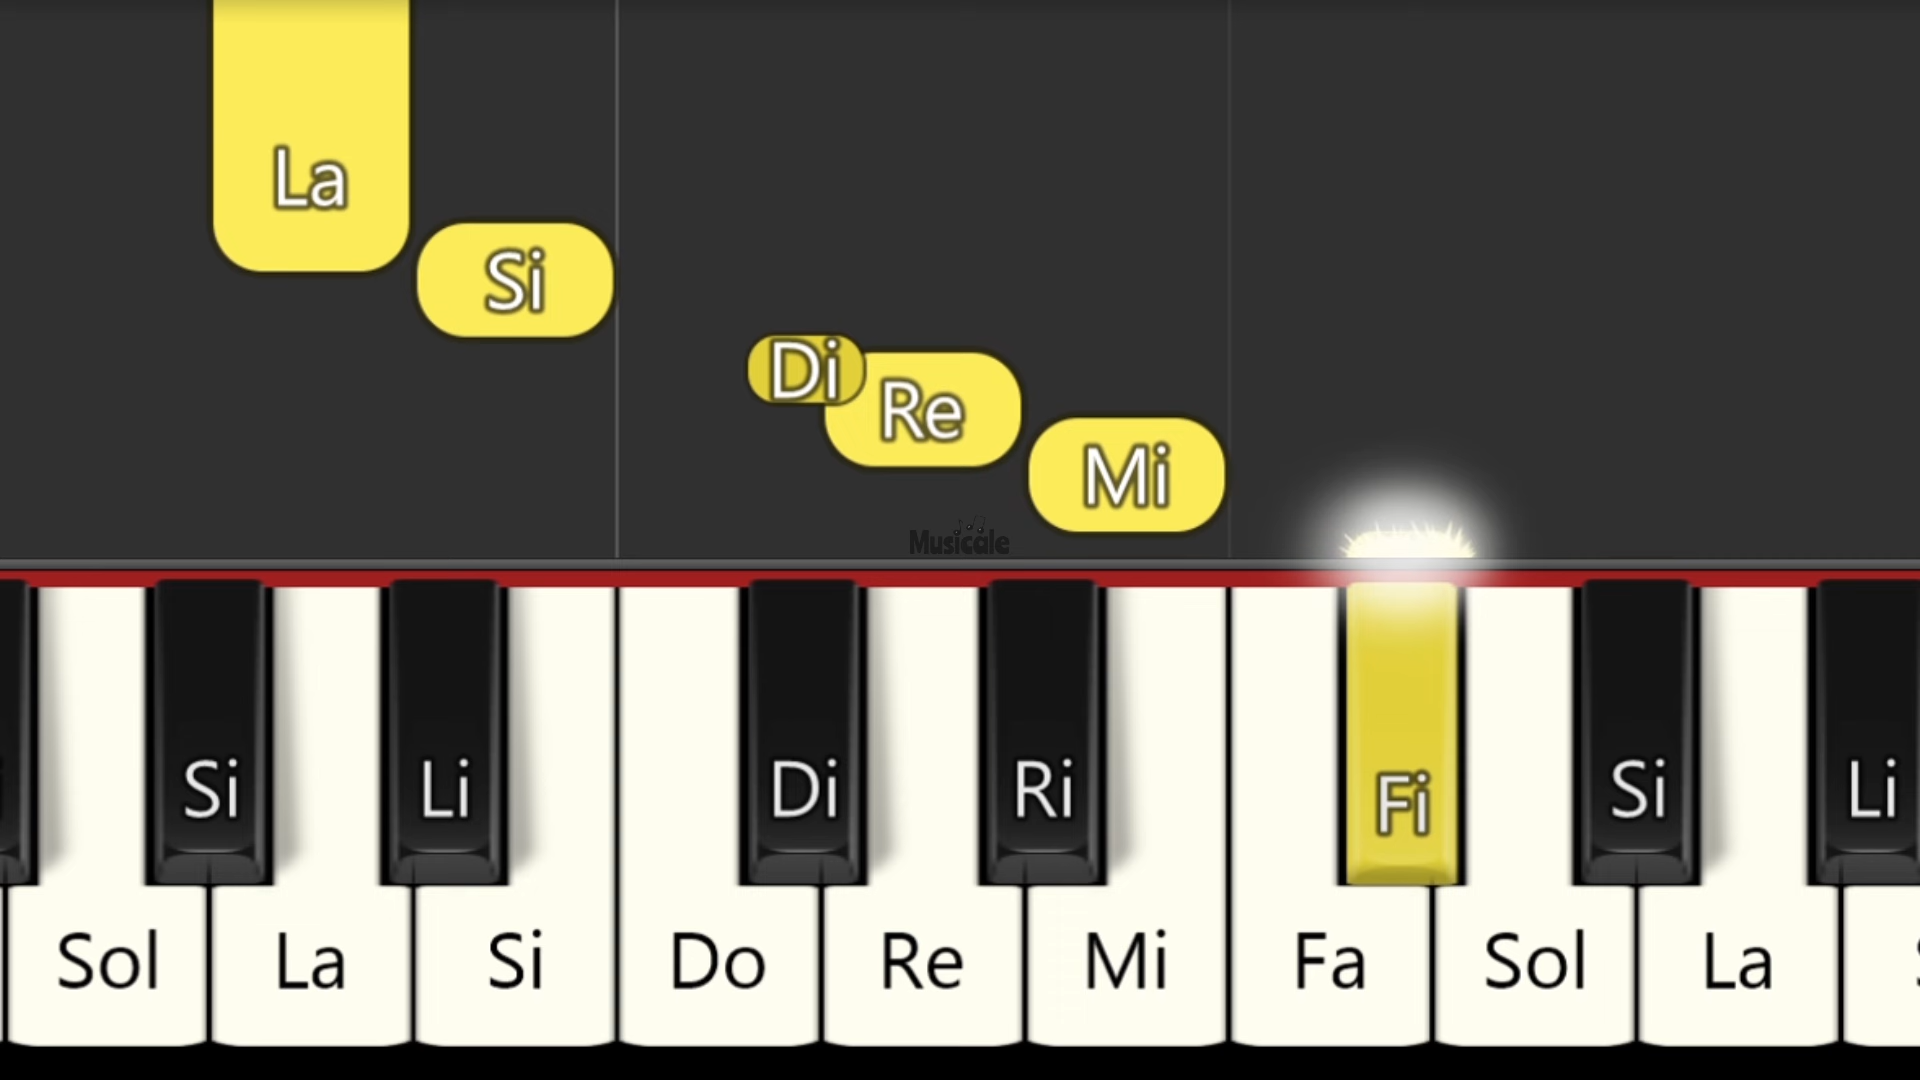 La
Si
Di
Re
Mi
Musicale
Si Li Di Ri Fi Si Li
Sol La Si Do Re Mi Fa Sol La